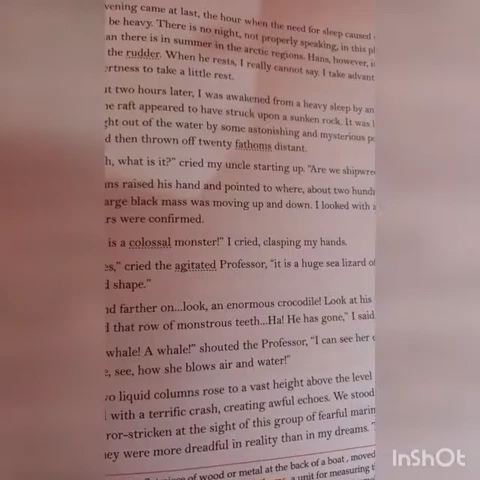 vening came at last, the hour when the need for sleep caused
be heavy. There is no night, not properly speaking, in this
an there is in summer in the arctic regions. Hans, however,
the rudder. When he rests, I really cannot say. I take
ertness to take a little rest.
two hours later, I was awakened from a heavy sleep by an
raft appeared to have struck upon a sunken rock. It was
ght out of the water by some astonishing and mysterious
d then thrown off twenty fathoms distant.
h, what is it?" cried my uncle starting up. "Are we
ns raised his hand and pointed to where, about two
arge black mass was moving up and down. I looked with
rs were confirmed.
is a colossal monster!" I cried, clasping my hands.
es," cried the agitated Professor, "it is a huge sea lizard of
d shape."
nd farther on...look, an enormous crocodile! Look at his
d that row of monstrous teeth...Ha! He has gone," I said
whale! A whale!" shouted the Professor, "I can see her
e, see, how she blows air and water!"
wo liquid columns rose to a vast height above the level
with a terrific crash, creating awful echoes. We stood
ror-stricken at the sight of this group of fearful
hey were more dreadful in reality than in my dreams.
of wood or metal at the back of a boat, moved
a unit for measuring
InShOt